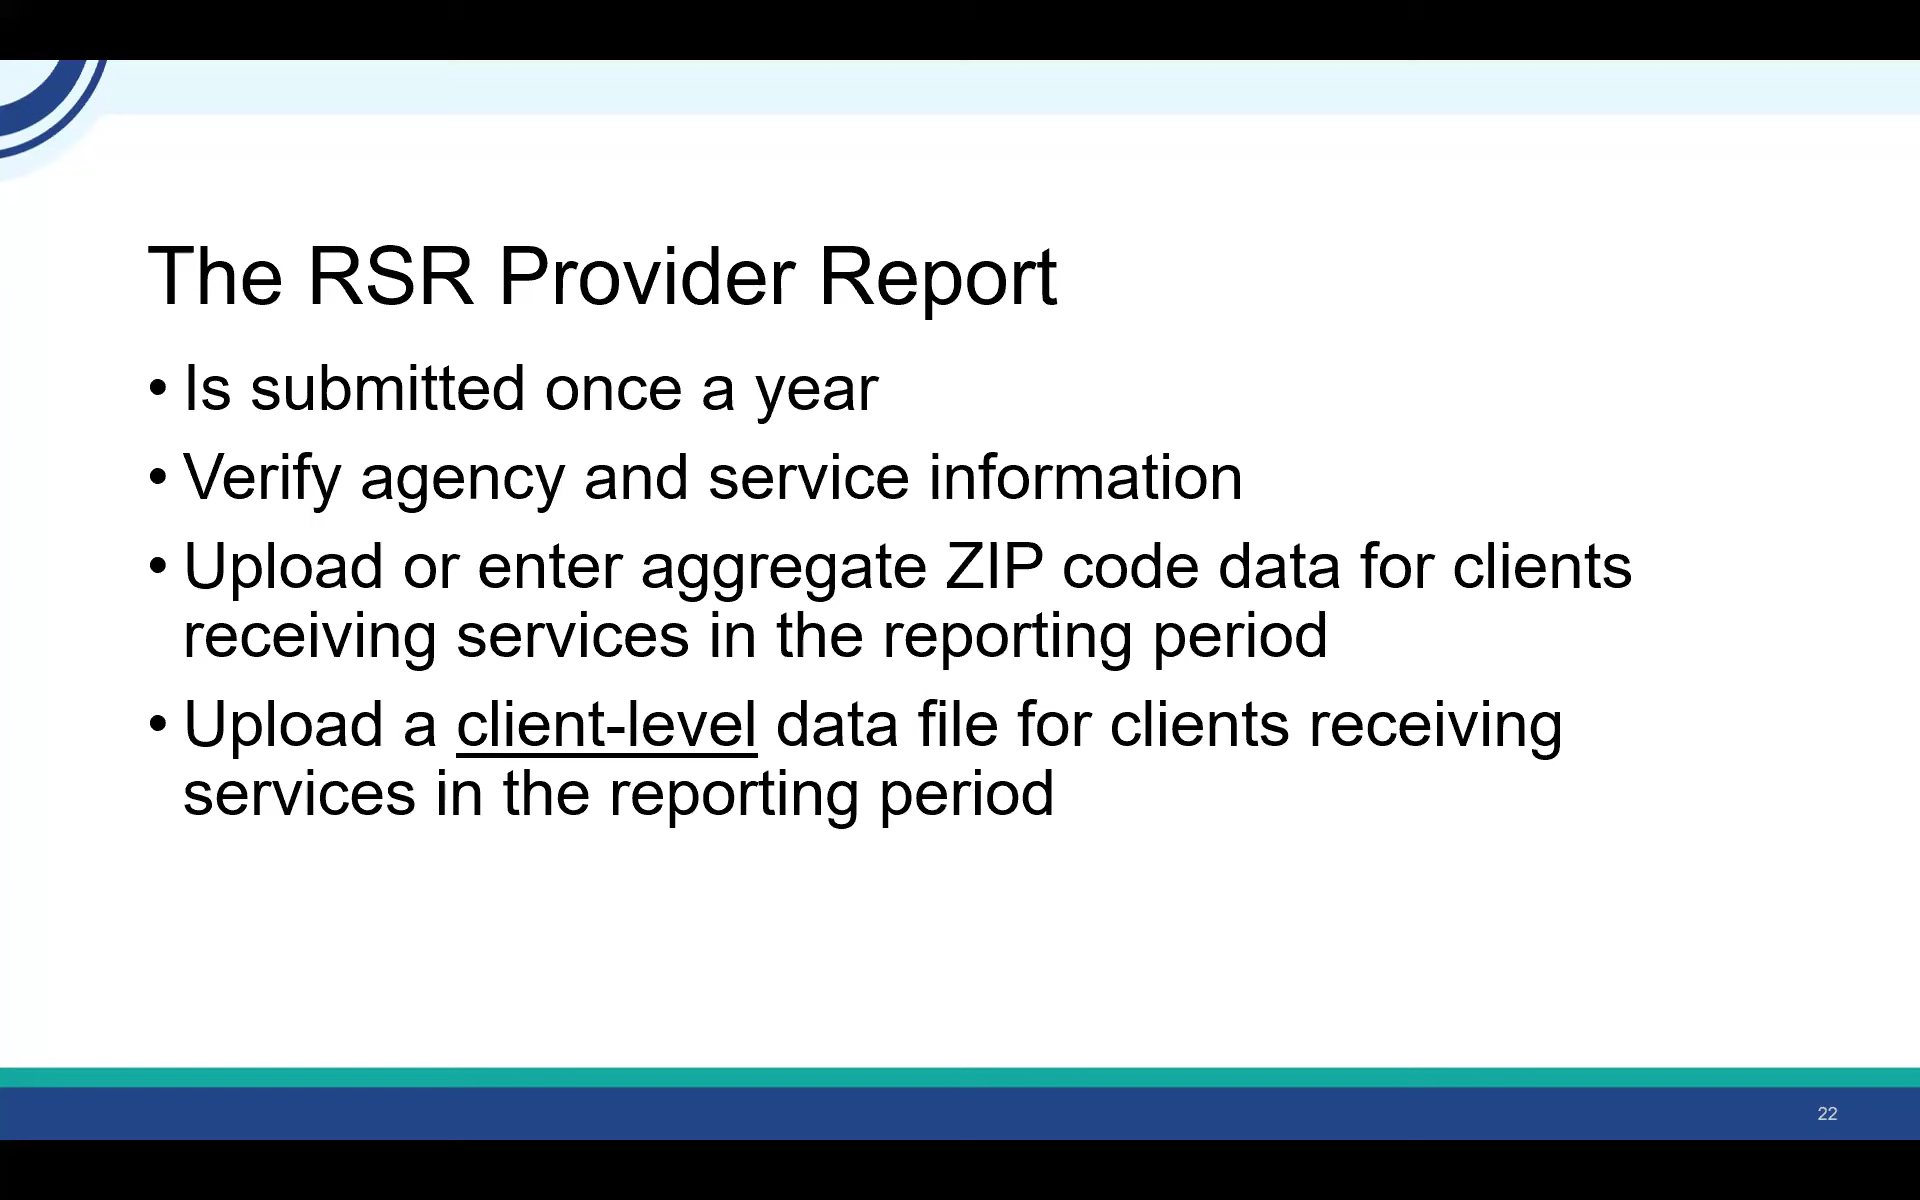 The RSR Provider Report
• Is submitted once a year
• Verify agency and service information
• Upload or enter aggregate ZIP code data for clients
receiving services in the reporting period
• Upload a client-level data file for clients receiving
services in the reporting period
22